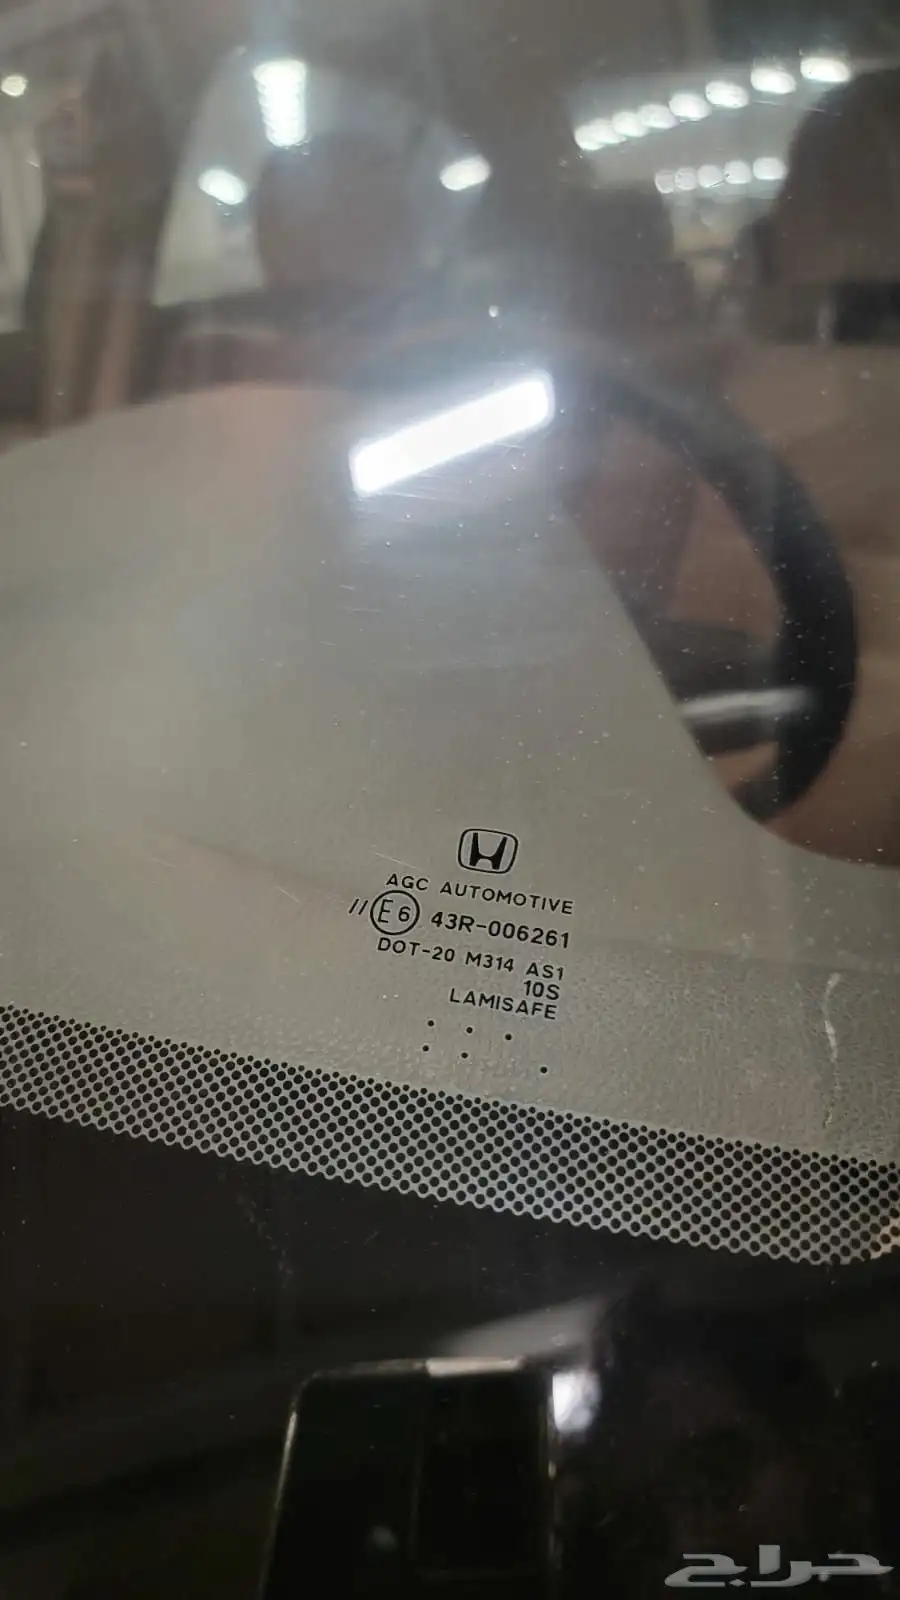 AGC AUTOMOTIVE
// E6 43R-006261
DOT-20 M314 AS1
10S
LAMISAFE
حراج